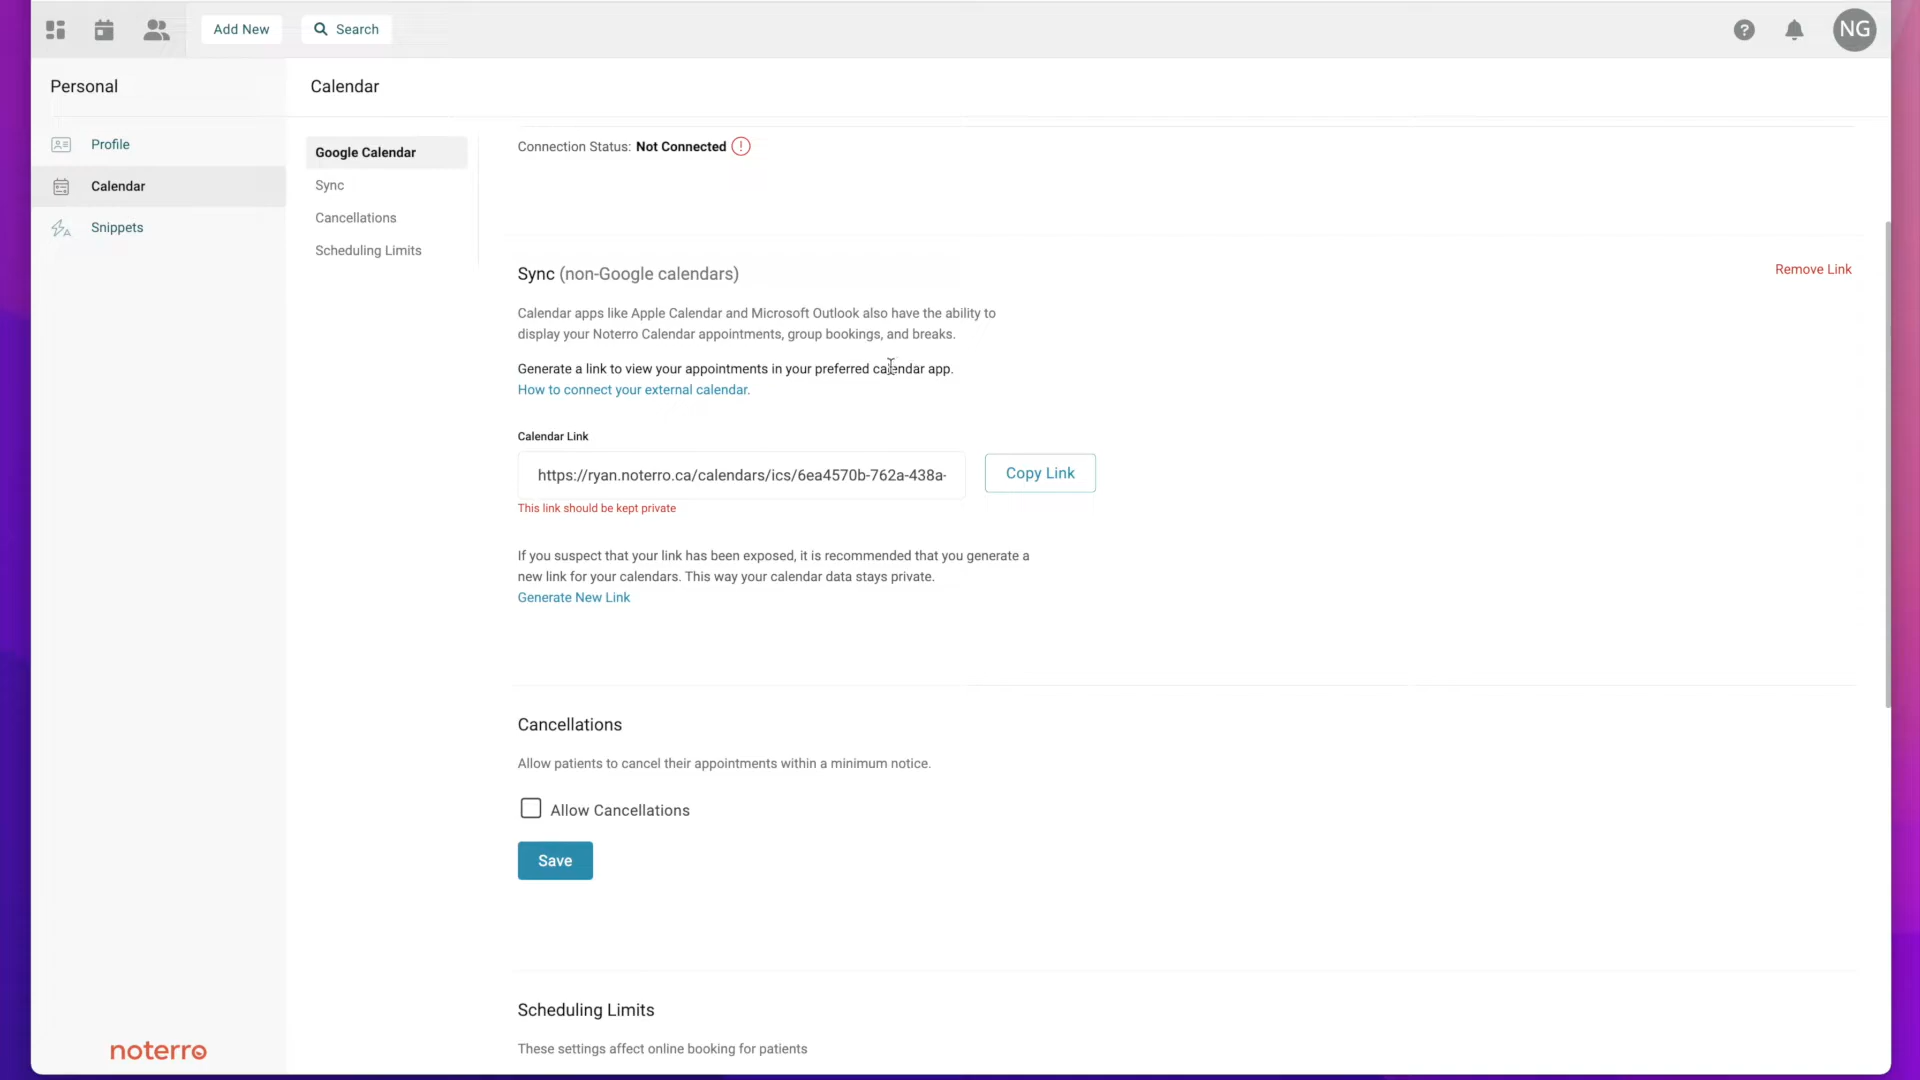 Add New
Search
?
NG
Personal
Calendar
Profile
Calendar
Snippets
Google Calendar
Sync
Cancellations
Scheduling Limits
Connection Status: Not Connected
Sync (non-Google calendars)
Remove Link
Calendar apps like Apple Calendar and Microsoft Outlook also have the ability to
display your Noterro Calendar appointments, group bookings, and breaks.
Generate a link to view your appointments in your preferred calendar app.
How to connect your external calendar.
Calendar Link
https://ryan.noterro.ca/calendars/ics/6ea4570b-762a-438a-
Copy Link
This link should be kept private
If you suspect that your link has been exposed, it is recommended that you generate a
new link for your calendars. This way your calendar data stays private.
Generate New Link
Cancellations
Allow patients to cancel their appointments within a minimum notice.
Allow Cancellations
Save
Scheduling Limits
These settings affect online booking for patients
noterro